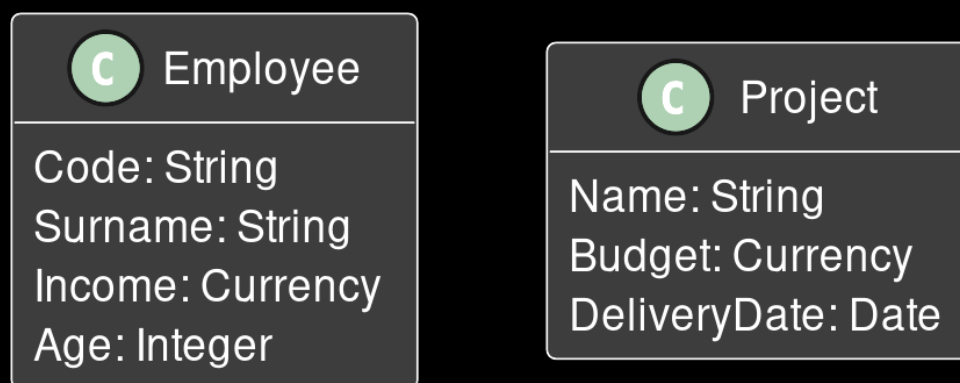 C Employee
Code: String
Surname: String
Income: Currency
Age: Integer
C Project
Name: String
Budget: Currency
DeliveryDate: Date